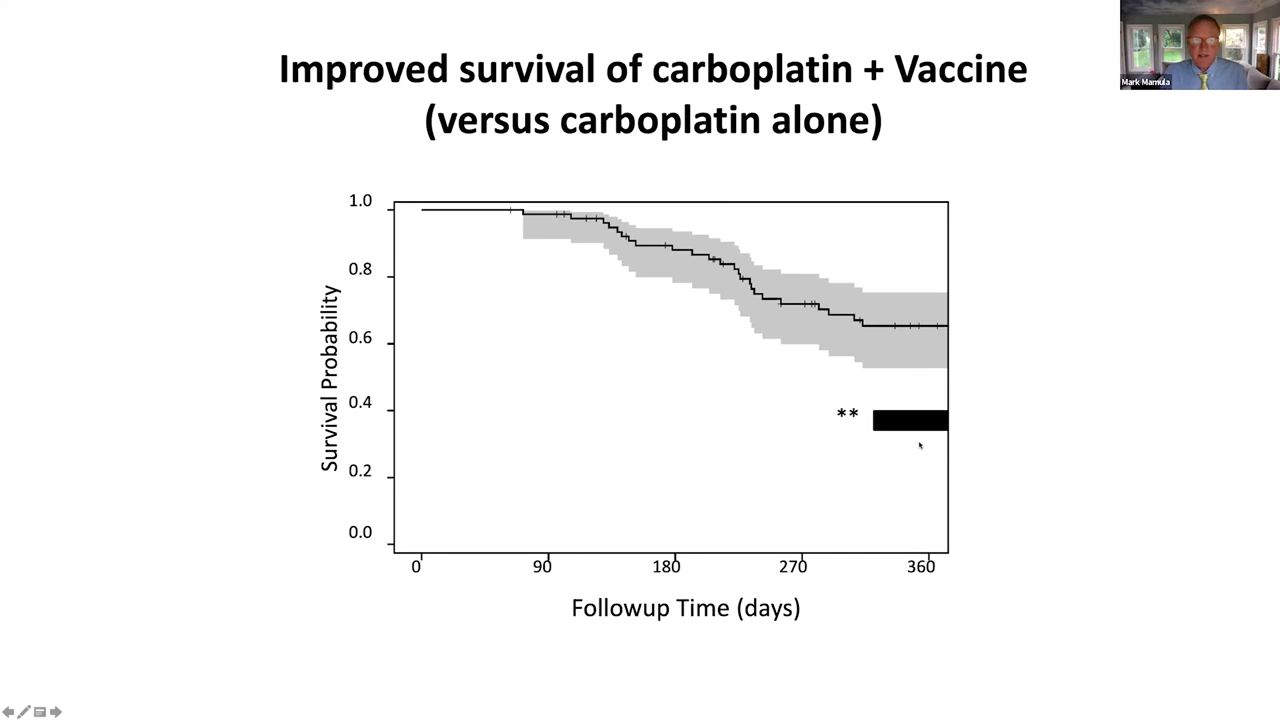 Improved survival of carboplatin + Vaccine
(versus carboplatin alone)
Mark Mamula
Survival Probability
1.0
0.8
0.6
0.4
0.2
0.0
**
0 90 180 270 360
Followup Time (days)